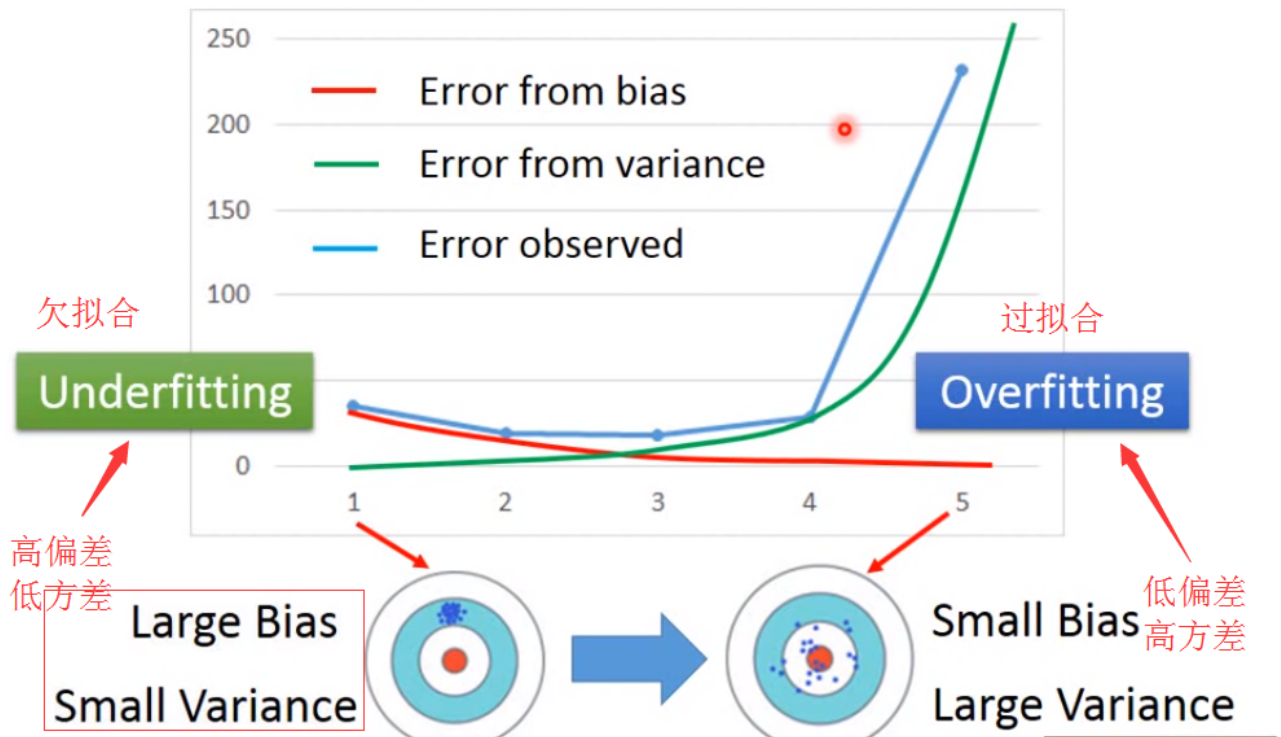 250
Error from bias
200
Error from variance
150
Error observed
100
欠拟合
过拟合
Underfitting
Overfitting
0
1 2 3 4 5
高偏差
低方差
Large Bias
Small Variance
低偏差
高方差
Small Bias
Large Variance